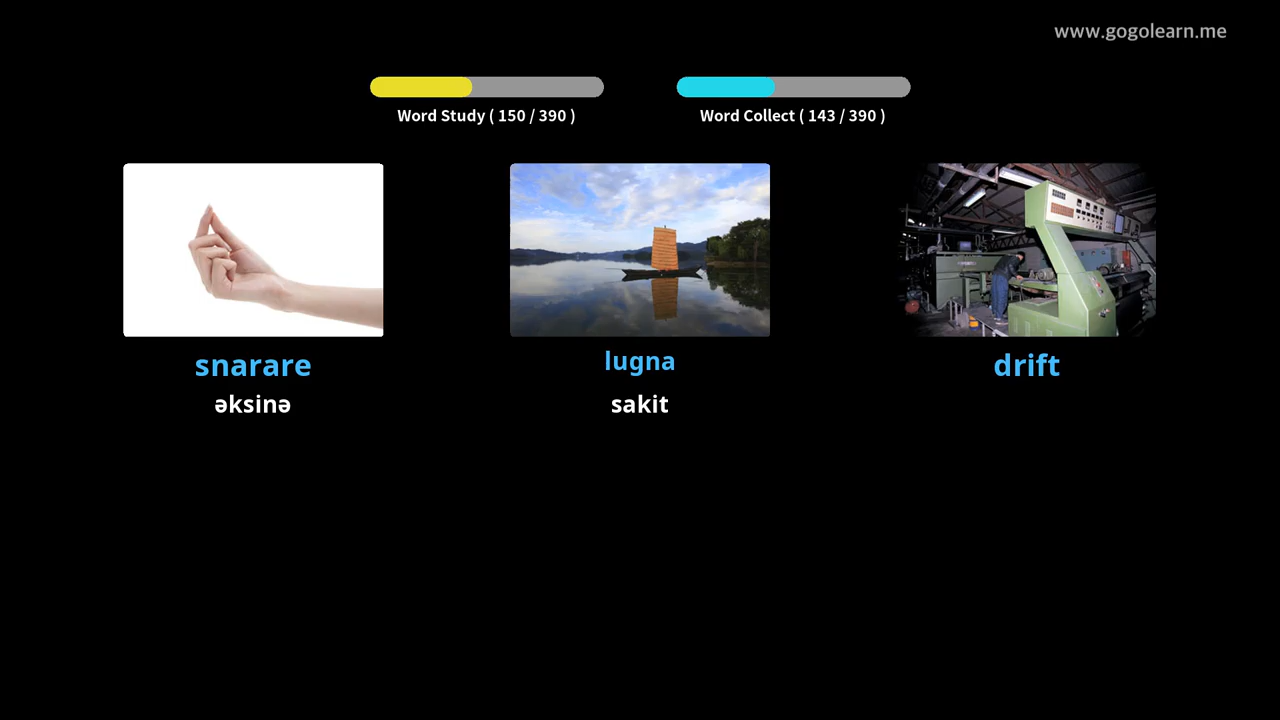 www.gogolearn.me
Word Study ( 150 / 390 )
Word Collect ( 143 / 390 )
snarare
əksinə
lugna
sakit
drift